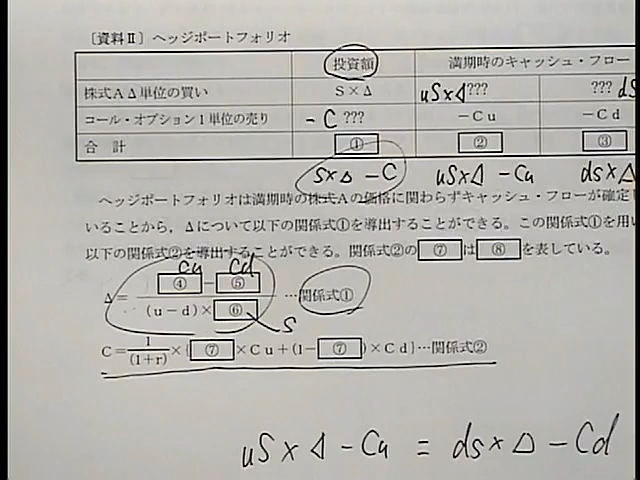 〔資料Ⅱ〕ヘッジポートフォリオ
投資額 満期時のキャッシュ・フロー
株式AΔ単位の買い S×Δ uS×Δ ??? ??? dS
コール・オプション1単位の売り -C ??? -Cu -Cd
合計 ① ② ③
S×Δ-C uS×Δ-Cu dS×Δ
ヘッジポートフォリオは満期時の株式Aの価格に関わらずキャッシュ・フローが確定し
いることから，Δについて以下の関係式①を導出することができる。この関係式①を用い
以下の関係式②を導出することができる。関係式②の ⑦ は ⑧ を表している。
Cu Cd
Δ= ④ - ⑤ / (u-d)× ⑥ …関係式①
S
C= 1/(1+r) ×{ ⑦ ×Cu+(1- ⑦ )×Cd}…関係式②
uS×Δ-Cu = dS×Δ-Cd